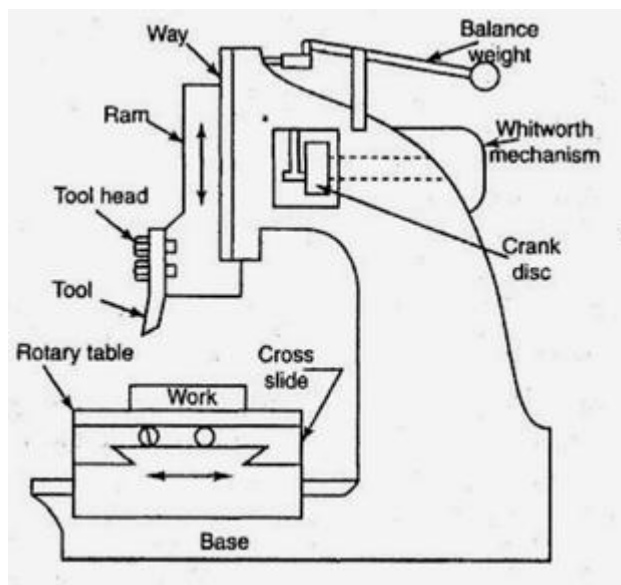 Way
Balance
weight
Ram
Whitworth
mechanism
Tool head
Crank
disc
Tool
Rotary table
Cross
slide
Work
Base